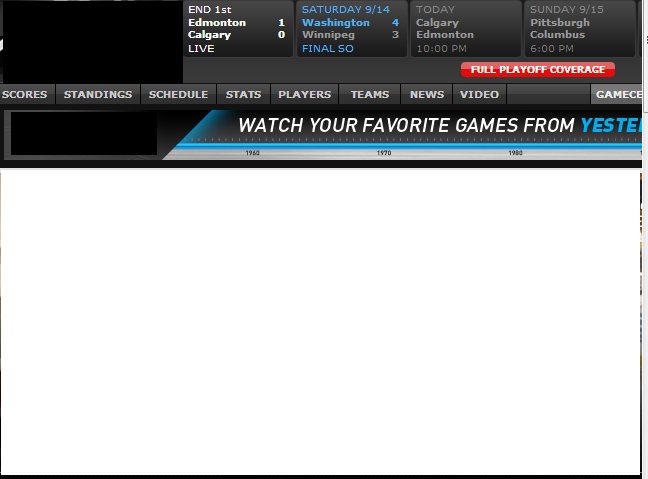 END 1st
Edmonton 1
Calgary 0
LIVE
SATURDAY 9/14
Washington 4
Winnipeg 3
FINAL SO
TODAY
Calgary
Edmonton
10:00 PM
SUNDAY 9/15
Pittsburgh
Columbus
6:00 PM
FULL PLAYOFF COVERAGE
SCORES STANDINGS SCHEDULE STATS PLAYERS TEAMS NEWS VIDEO GAMECE
WATCH YOUR FAVORITE GAMES FROM YESTE
1960 1970 1980